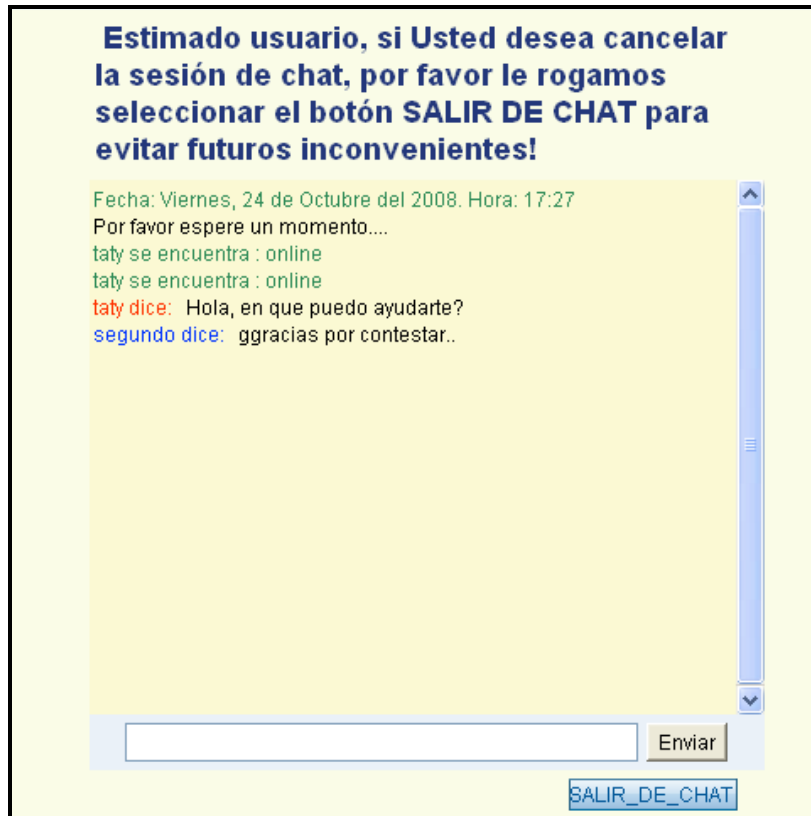 Estimado usuario, si Usted desea cancelar
la sesión de chat, por favor le rogamos
seleccionar el botón SALIR DE CHAT para
evitar futuros inconvenientes!
Fecha: Viernes, 24 de Octubre del 2008. Hora: 17:27
Por favor espere un momento....
taty se encuentra : online
taty se encuentra : online
taty dice: Hola, en que puedo ayudarte?
segundo dice: ggracias por contestar..
Enviar
SALIR_DE_CHAT